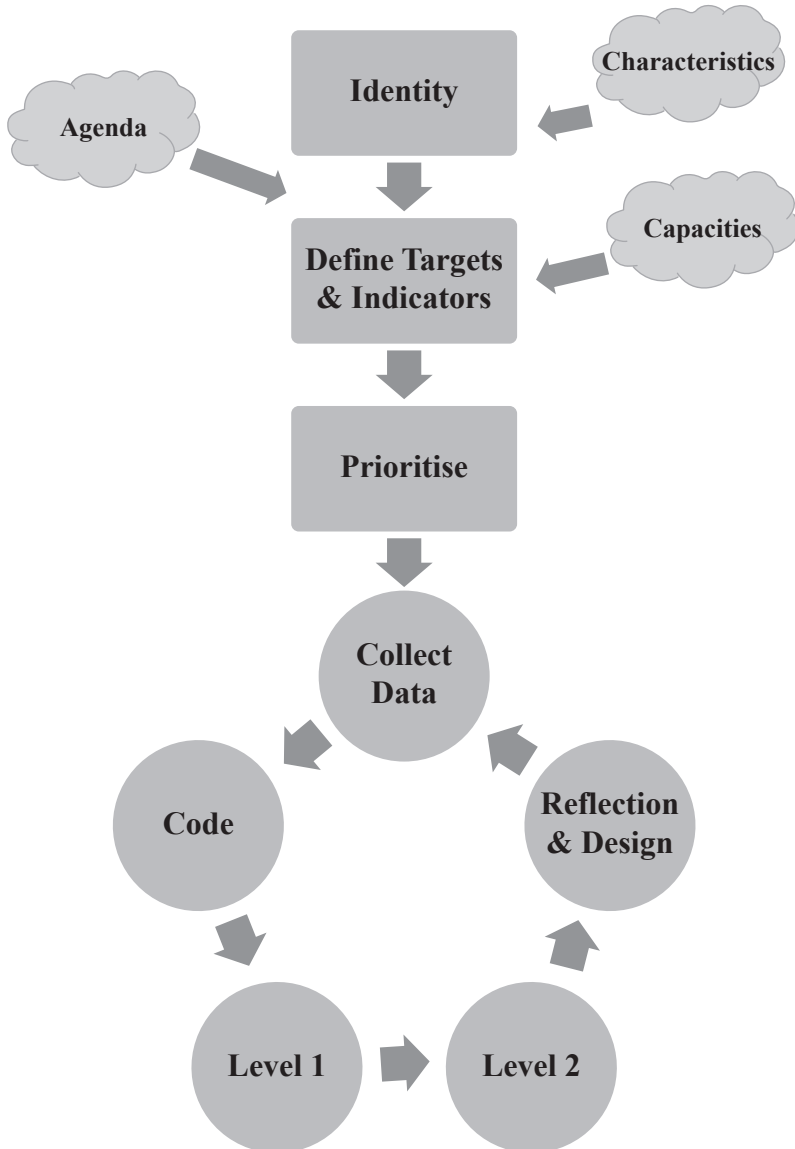 Characteristics
Identity
Agenda
Capacities
Define Targets
& Indicators
Prioritise
Collect
Data
Code
Reflection
& Design
Level 1
Level 2